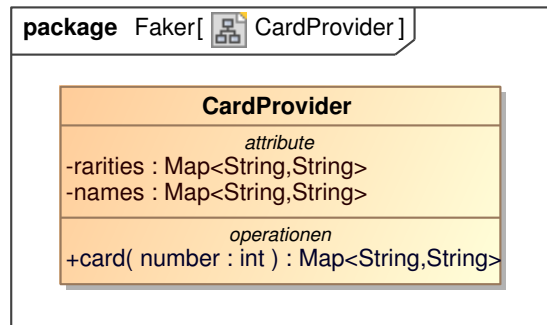 package Faker[ CardProvider ]
CardProvider
attribute
-rarities : Map<String,String>
-names : Map<String,String>
operationen
+card( number : int ) : Map<String,String>